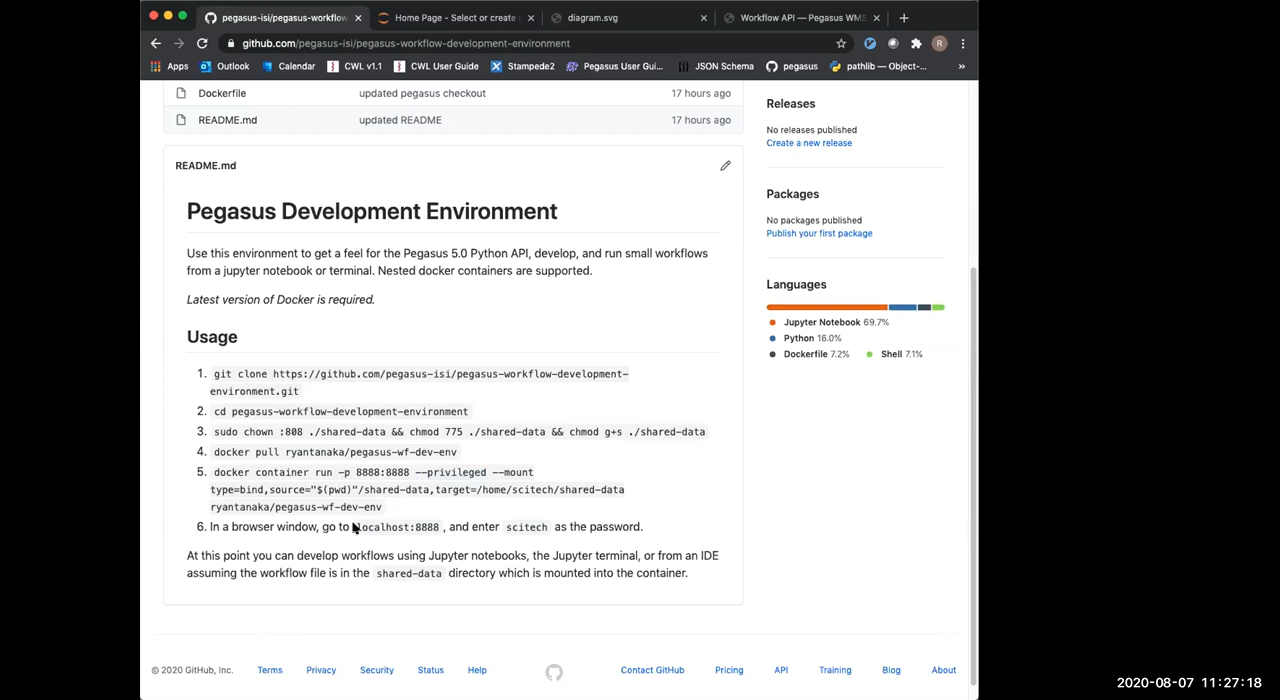 pegasus-isi/pegasus-workflow
Home Page - Select or create
diagram.svg
Workflow API — Pegasus WMS
github.com/pegasus-isi/pegasus-workflow-development-environment
R
Apps
Outlook
Calendar
CWL v1.1
CWL User Guide
Stampede2
Pegasus User Gui...
JSON Schema
pegasus
pathlib — Object-...
»
Dockerfile
updated pegasus checkout
17 hours ago
README.md
updated README
17 hours ago
README.md
Pegasus Development Environment
Use this environment to get a feel for the Pegasus 5.0 Python API, develop, and run small workflows
from a jupyter notebook or terminal. Nested docker containers are supported.
Latest version of Docker is required.
Usage
1. git clone https://github.com/pegasus-isi/pegasus-workflow-development-
environment.git
2. cd pegasus-workflow-development-environment
3. sudo chown :808 ./shared-data && chmod 775 ./shared-data && chmod g+s ./shared-data
4. docker pull ryantanaka/pegasus-wf-dev-env
5. docker container run -p 8888:8888 --privileged --mount
type=bind,source="$(pwd)"/shared-data,target=/home/scitech/shared-data
ryantanaka/pegasus-wf-dev-env
6. In a browser window, go to localhost:8888 , and enter scitech as the password.
At this point you can develop workflows using Jupyter notebooks, the Jupyter terminal, or from an IDE
assuming the workflow file is in the shared-data directory which is mounted into the container.
Releases
No releases published
Create a new release
Packages
No packages published
Publish your first package
Languages
Jupyter Notebook 69.7%
Python 16.0%
Dockerfile 7.2%
Shell 7.1%
© 2020 GitHub, Inc.
Terms
Privacy
Security
Status
Help
Contact GitHub
Pricing
API
Training
Blog
About
2020-08-07 11:27:18